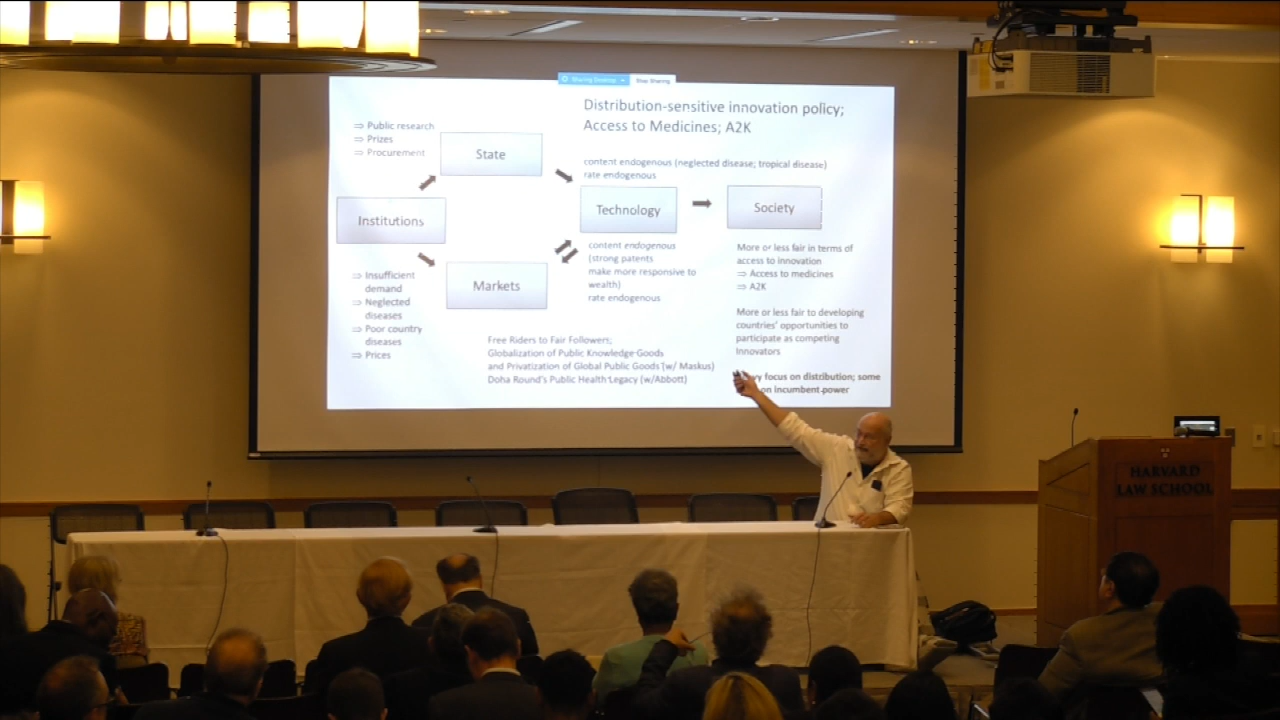 Sharing Desktop Stop Sharing
Distribution-sensitive innovation policy;
Access to Medicines; A2K
⇒ Public research
⇒ Prizes
⇒ Procurement
State
content endogenous (neglected disease; tropical disease)
rate endogenous
Institutions
Technology
Society
content endogenous
(strong patents
make more responsive to
wealth)
rate endogenous
More or less fair in terms of
access to innovation
⇒ Access to medicines
⇒ A2K
Markets
⇒ Insufficient
demand
⇒ Neglected
diseases
⇒ Poor country
diseases
⇒ Prices
More or less fair to developing
countries' opportunities to
participate as competing
Innovators
Free Riders to Fair Followers;
Globalization of Public Knowledge Goods
and Privatization of Global Public Goods (w/ Maskus)
Doha Round's Public Health Legacy (w/Abbott)
focus on distribution; some
on incumbent power
HARVARD
LAW SCHOOL